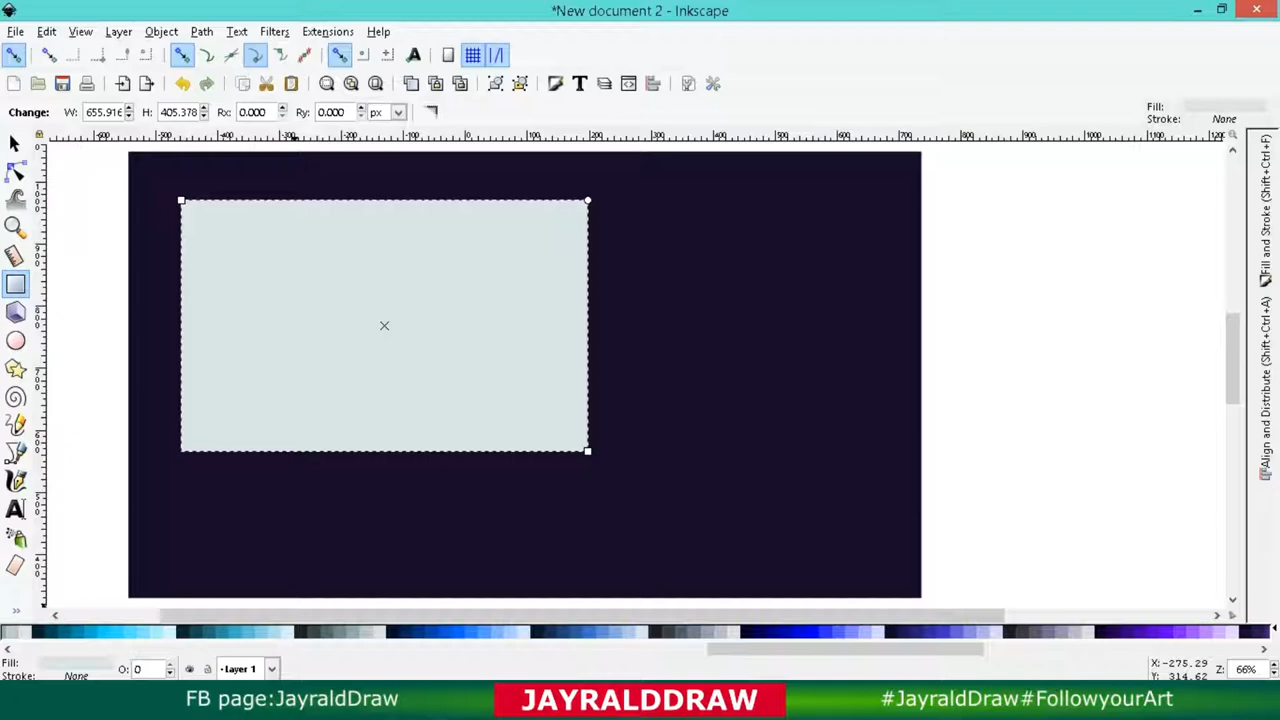 *New document 2 - Inkscape
File Edit View Layer Object Path Text Filters Extensions Help
Change: W: 655.916 H: 405.378 Rx: 0.000 Ry: 0.000 px
Fill:
Stroke: None
Fill and Stroke (Shift+Ctrl+F)
Align and Distribute (Shift+Ctrl+A)
Fill:
Stroke: None
O: 0
Layer 1
X: -275.29
Y: 314.62
Z: 66%
FB page:JayraldDraw
JAYRALDDRAW
#JayraldDraw#FollowyourArt